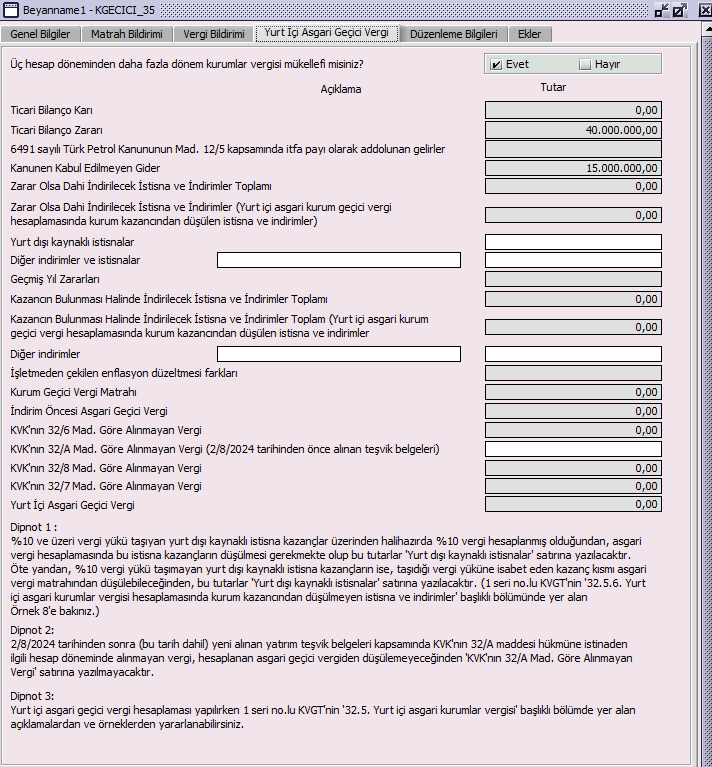 Beyanname1 - KGECICI_35
Genel Bilgiler Matrah Bildirimi Vergi Bildirimi Yurt İçi Asgari Geçici Vergi Düzenleme Bilgileri Ekler
Üç hesap döneminden daha fazla dönem kurumlar vergisi mükellefi misiniz? Evet Hayır
Açıklama Tutar
Ticari Bilanço Karı 0,00
Ticari Bilanço Zararı 40.000.000,00
6491 sayılı Türk Petrol Kanununun Mad. 12/5 kapsamında itfa payı olarak addolunan gelirler
Kanunen Kabul Edilmeyen Gider 15.000.000,00
Zarar Olsa Dahi İndirilecek İstisna ve İndirimler Toplamı 0,00
Zarar Olsa Dahi İndirilecek İstisna ve İndirimler (Yurt içi asgari kurum geçici vergi
hesaplamasında kurum kazancından düşülen istisna ve indirimler) 0,00
Yurt dışı kaynaklı istisnalar
Diğer indirimler ve istisnalar
Geçmiş Yıl Zararları
Kazancın Bulunması Halinde İndirilecek İstisna ve İndirimler Toplamı 0,00
Kazancın Bulunması Halinde İndirilecek İstisna ve İndirimler Toplam (Yurt içi asgari kurum
geçici vergi hesaplamasında kurum kazancından düşülen istisna ve indirimler 0,00
Diğer indirimler
İşletmeden çekilen enflasyon düzeltmesi farkları
Kurum Geçici Vergi Matrahı 0,00
İndirim Öncesi Asgari Geçici Vergi 0,00
KVK'nın 32/6 Mad. Göre Alınmayan Vergi 0,00
KVK'nın 32/A Mad. Göre Alınmayan Vergi (2/8/2024 tarihinden önce alınan teşvik belgeleri)
KVK'nın 32/8 Mad. Göre Alınmayan Vergi 0,00
KVK'nın 32/7 Mad. Göre Alınmayan Vergi 0,00
Yurt İçi Asgari Geçici Vergi 0,00
Dipnot 1 :
%10 ve üzeri vergi yükü taşıyan yurt dışı kaynaklı istisna kazançlar üzerinden halihazırda %10 vergi hesaplanmış olduğundan, asgari
vergi hesaplamasında bu istisna kazançların düşülmesi gerekmekte olup bu tutarlar 'Yurt dışı kaynaklı istisnalar' satırına yazılacaktır.
Öte yandan, %10 vergi yükü taşımayan yurt dışı kaynaklı istisna kazançların ise, taşıdığı vergi yüküne isabet eden kazanç kısmı asgari
vergi matrahından düşülebileceğinden, bu tutarlar 'Yurt dışı kaynaklı istisnalar' satırına yazılacaktır. (1 seri no.lu KVGT'nin '32.5.6. Yurt
içi asgari kurumlar vergisi hesaplamasında kurum kazancından düşülmeyen istisna ve indirimler' başlıklı bölümünde yer alan
Örnek 8'e bakınız.)
Dipnot 2:
2/8/2024 tarihinden sonra (bu tarih dahil) yeni alınan yatırım teşvik belgeleri kapsamında KVK'nın 32/A maddesi hükmüne istinaden
ilgili hesap döneminde alınmayan vergi, hesaplanan asgari geçici vergiden düşülemeyeceğinden 'KVK'nın 32/A Mad. Göre Alınmayan
Vergi' satırına yazılmayacaktır.
Dipnot 3:
Yurt içi asgari geçici vergi hesaplaması yapılırken 1 seri no.lu KVGT'nin '32.5. Yurt içi asgari kurumlar vergisi' başlıklı bölümde yer alan
açıklamalardan ve örneklerden yararlanabilirsiniz.